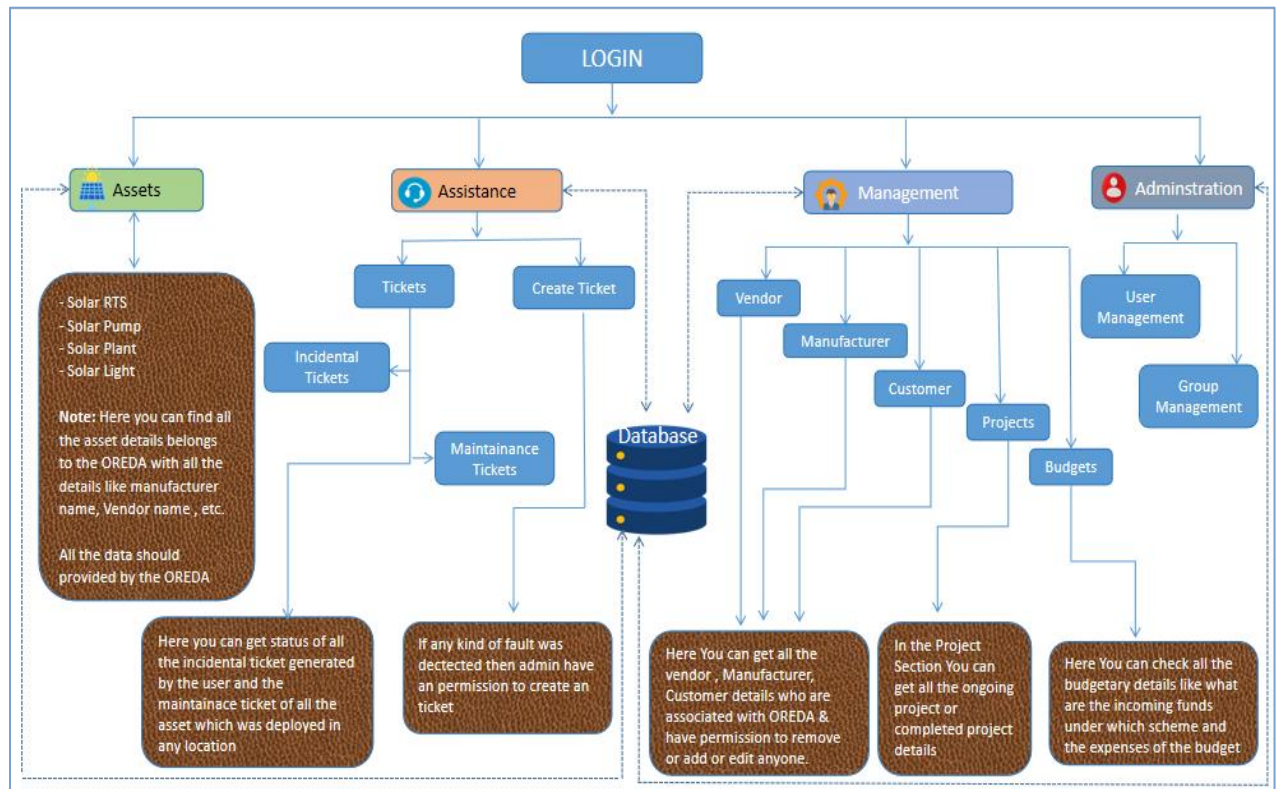 LOGIN
Assets
Assistance
Management
Adminstration
- Solar RTS
- Solar Pump
- Solar Plant
- Solar Light
Note: Here you can find all
the asset details belongs
to the OREDA with all the
details like manufacturer
name, Vendor name , etc.
All the data should
provided by the OREDA
Tickets
Create Ticket
Incidental
Tickets
Maintainance
Tickets
Database
Vendor
Manufacturer
Customer
Projects
Budgets
User
Management
Group
Management
Here you can get status of all
the incidental ticket generated
by the user and the
maintainace ticket of all the
asset which was deployed in
any location
If any kind of fault was
dectected then admin have
an permission to create an
ticket
Here You can get all the
vendor , Manufacturer,
Customer details who are
associated with OREDA &
have permission to remove
or add or edit anyone.
In the Project
Section You can
get all the ongoing
project or
completed project
details
Here You can check all the
budgetary details like what
are the incoming funds
under which scheme and
the expenses of the budget